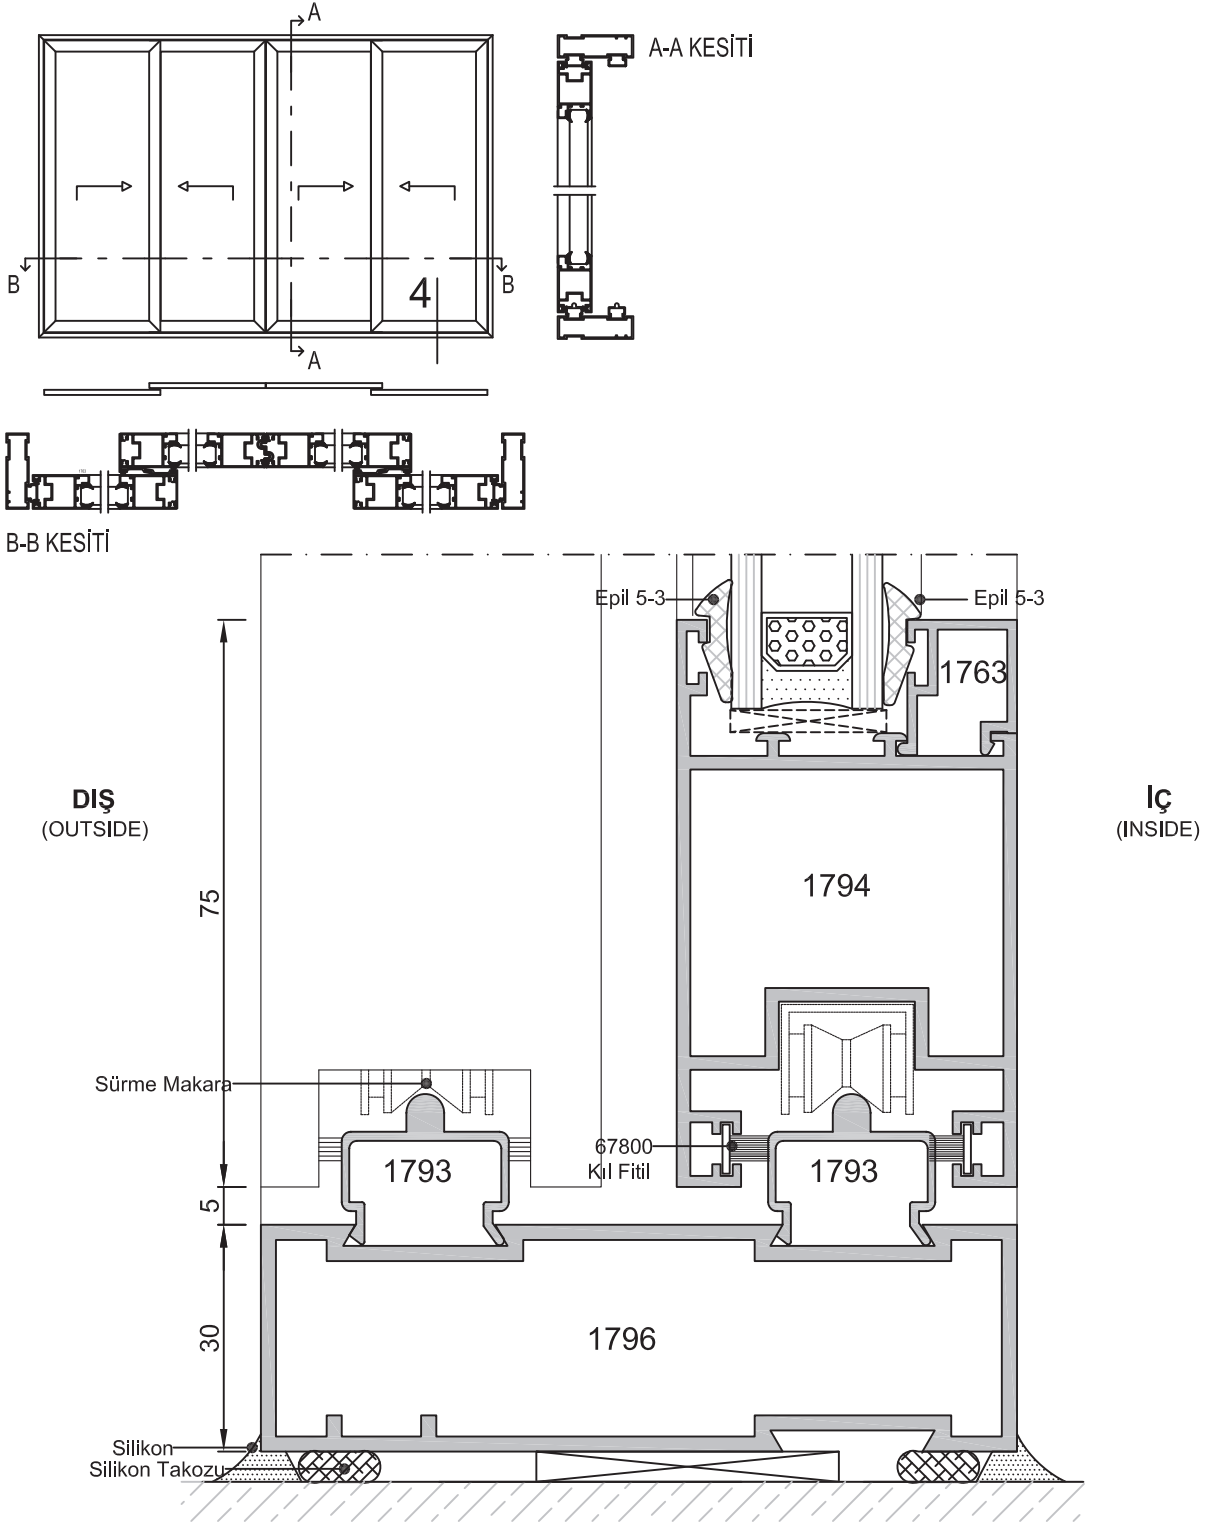 A
A-A KESİTİ
B
4
B
A
B-B KESİTİ
Epil 5-3
Epil 5-3
1763
DIŞ
(OUTSIDE)
İÇ
(INSIDE)
75
1794
Sürme Makara
67800
Kıl Fitil
1793
1793
5
30
1796
Silikon
Silikon Takozu